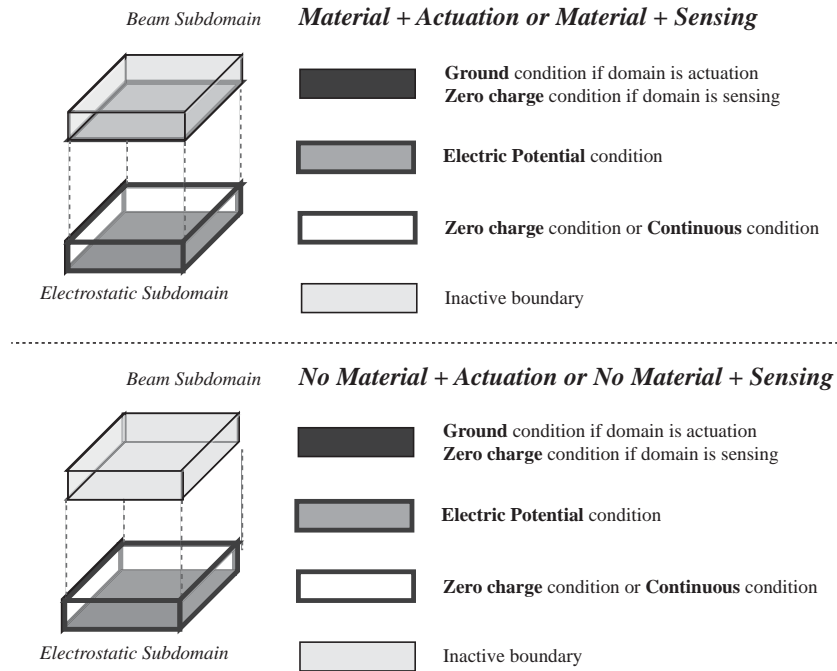 Beam Subdomain
Material + Actuation or Material + Sensing
Ground condition if domain is actuation
Zero charge condition if domain is sensing
Electric Potential condition
Zero charge condition or Continuous condition
Electrostatic Subdomain
Inactive boundary
Beam Subdomain
No Material + Actuation or No Material + Sensing
Ground condition if domain is actuation
Zero charge condition if domain is sensing
Electric Potential condition
Zero charge condition or Continuous condition
Electrostatic Subdomain
Inactive boundary